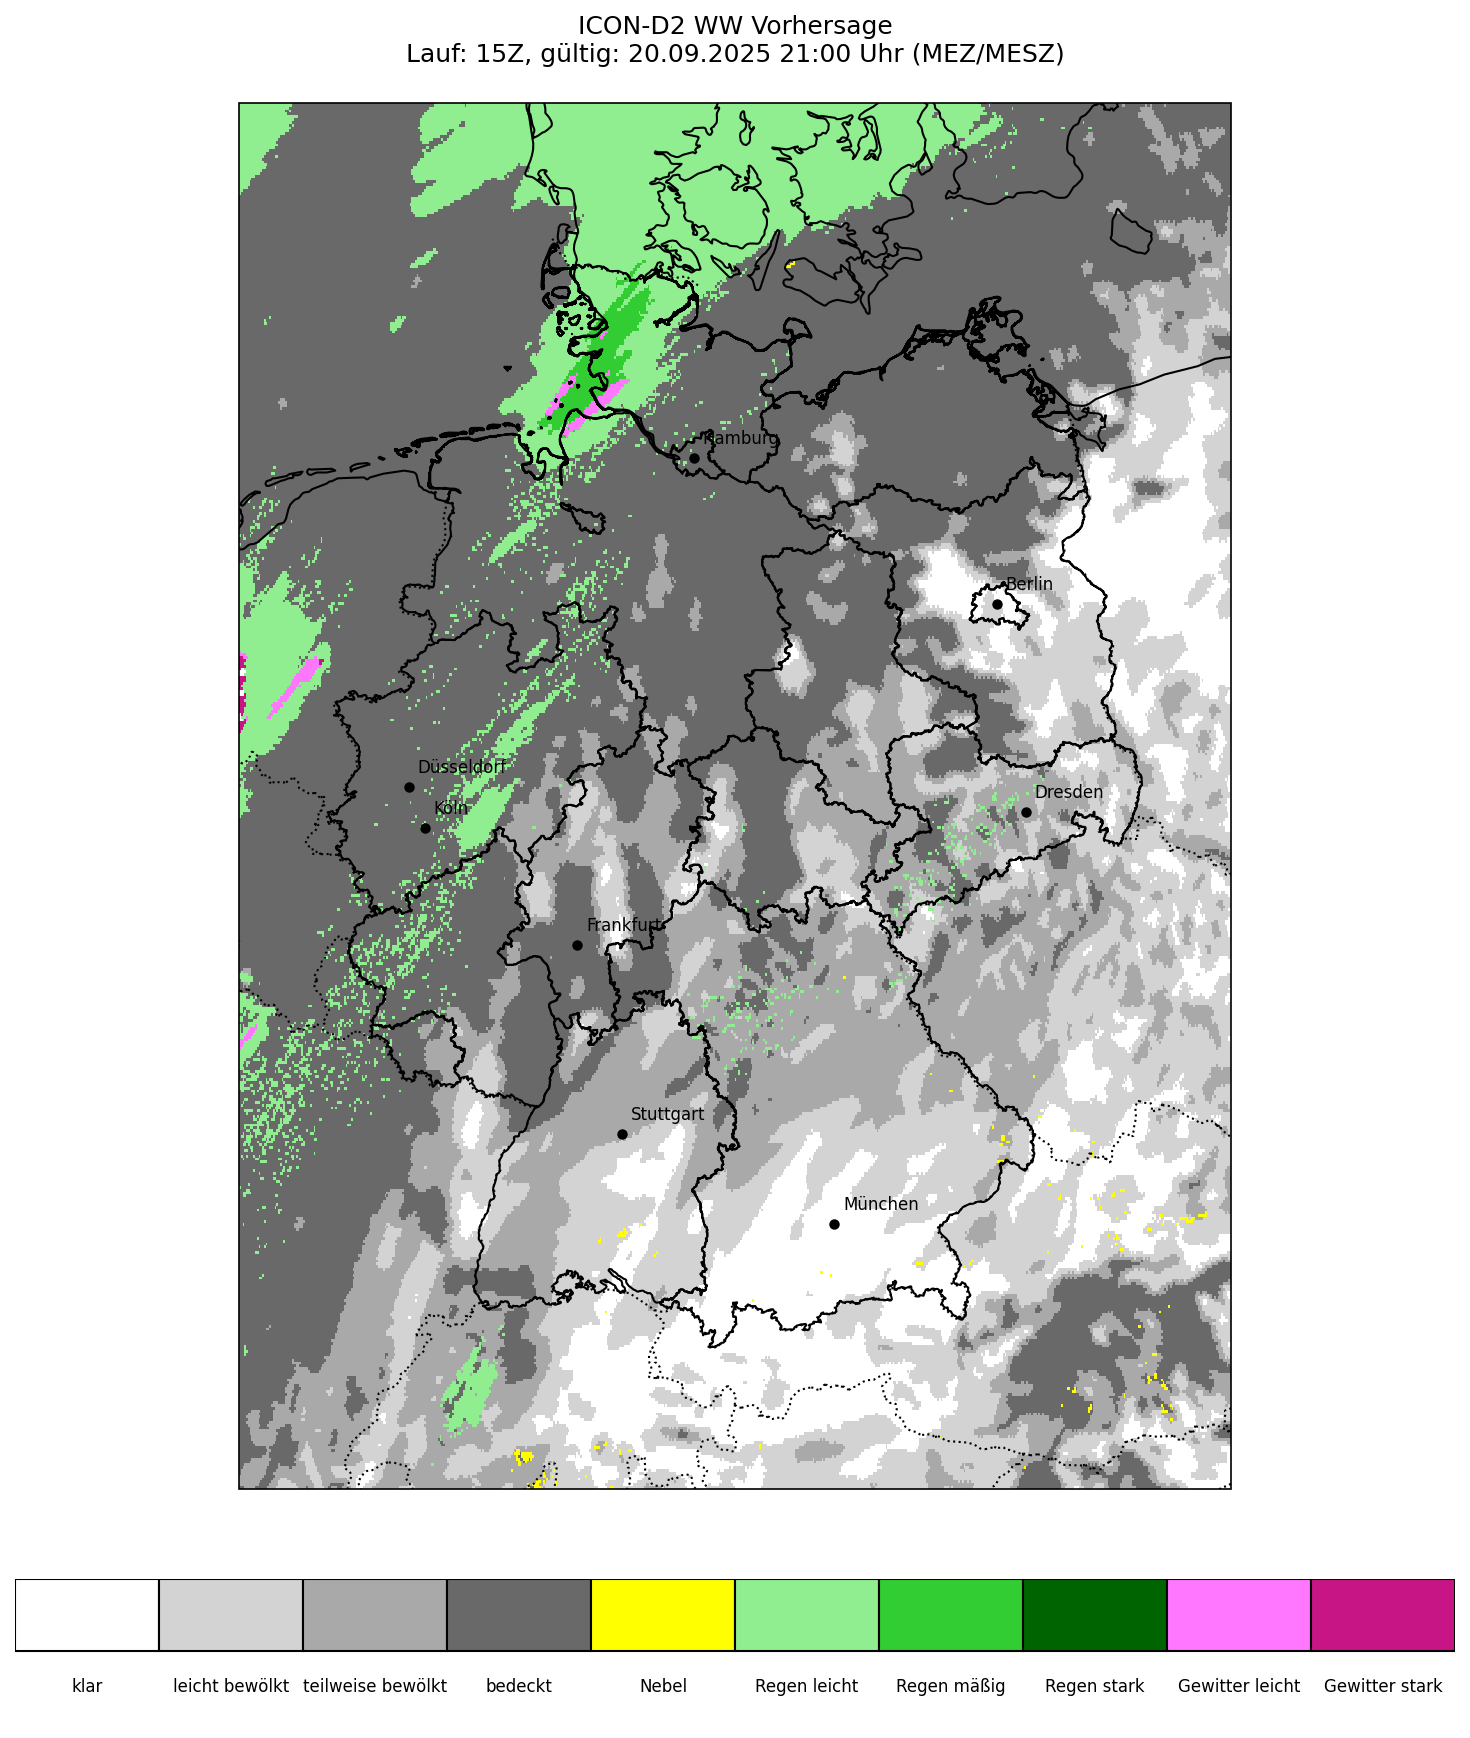 ICON-D2 WW Vorhersage
Lauf: 15Z, gültig: 20.09.2025 21:00 Uhr (MEZ/MESZ)
Hamburg
Berlin
Düsseldorf
Köln
Dresden
Frankfurt
Stuttgart
München
klar
leicht bewölkt
teilweise bewölkt
bedeckt
Nebel
Regen leicht
Regen mäßig
Regen stark
Gewitter leicht
Gewitter stark